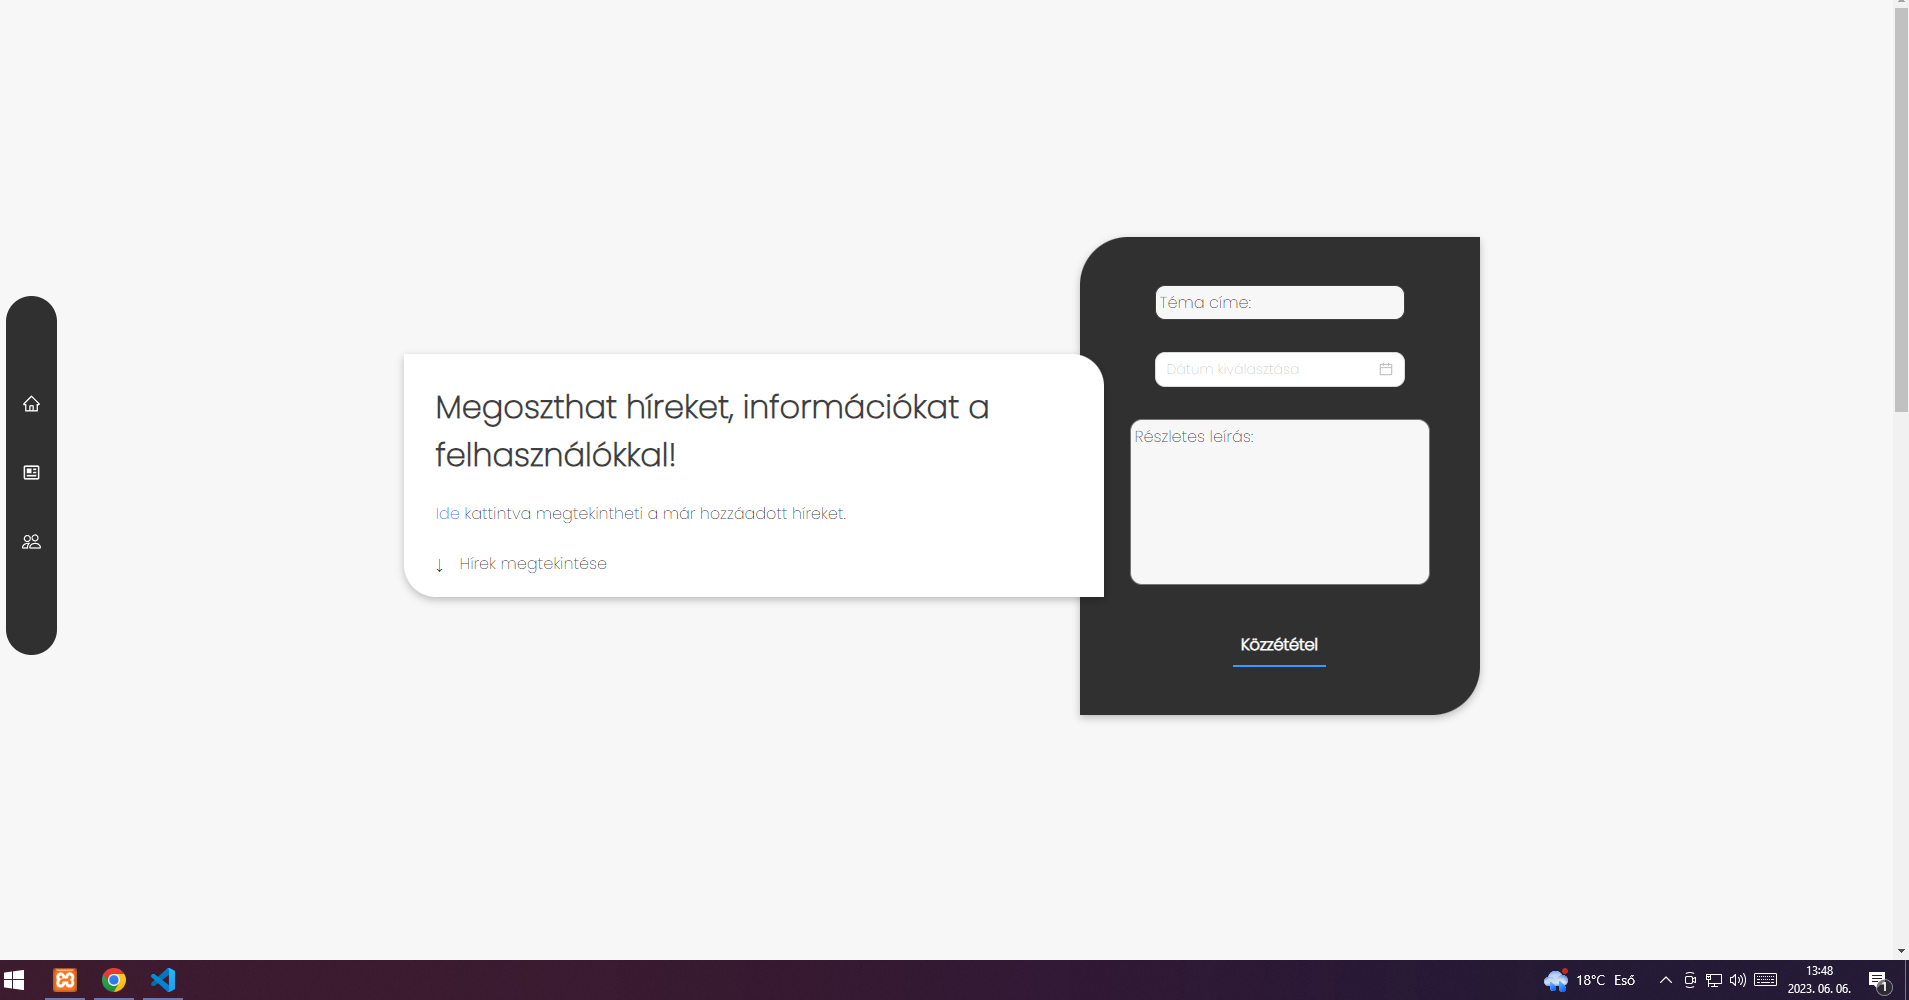 Megoszthat híreket, információkat a
felhasználókkal!
Ide kattintva megtekintheti a már hozzáadott híreket.
↓ Hírek megtekintése
Téma címe:
Dátum kiválasztása
Részletes leírás:
Közzététel
18°C Eső
13:48
2023. 06. 06.
1